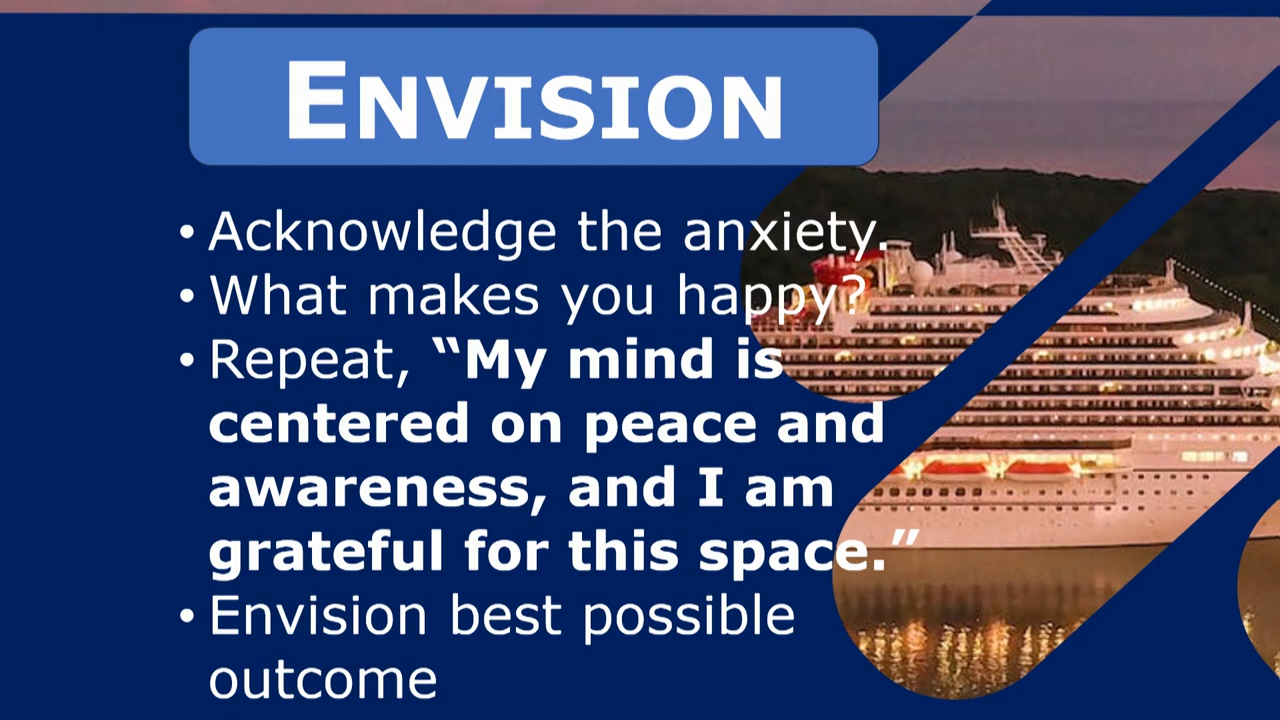 ENVISION
• Acknowledge the anxiety.
• What makes you happy?
• Repeat, “My mind is
centered on peace and
awareness, and I am
grateful for this space.”
• Envision best possible
outcome